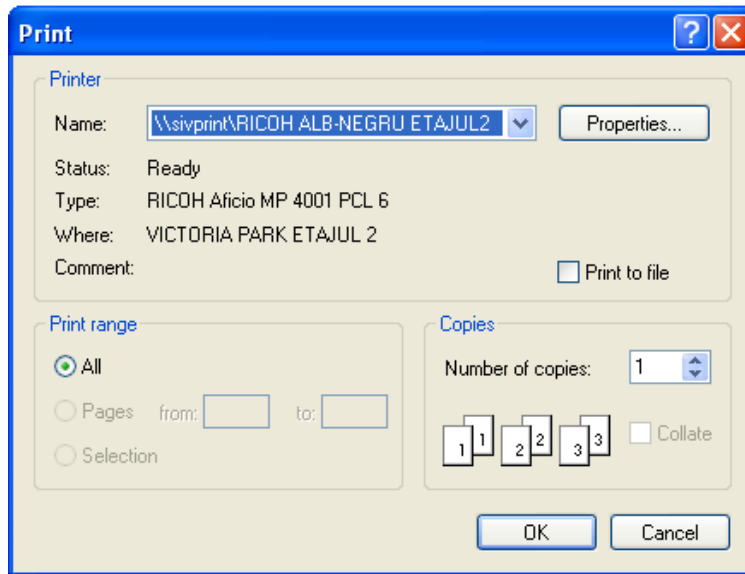 Print
Printer
Name: \\sivprint\RICOH ALB-NEGRU ETAJUL2 Properties...
Status: Ready
Type: RICOH Aficio MP 4001 PCL 6
Where: VICTORIA PARK ETAJUL 2
Comment: Print to file
Print range
All
Pages from: to:
Selection
Copies
Number of copies: 1
1 1 2 2 3 3 Collate
OK Cancel